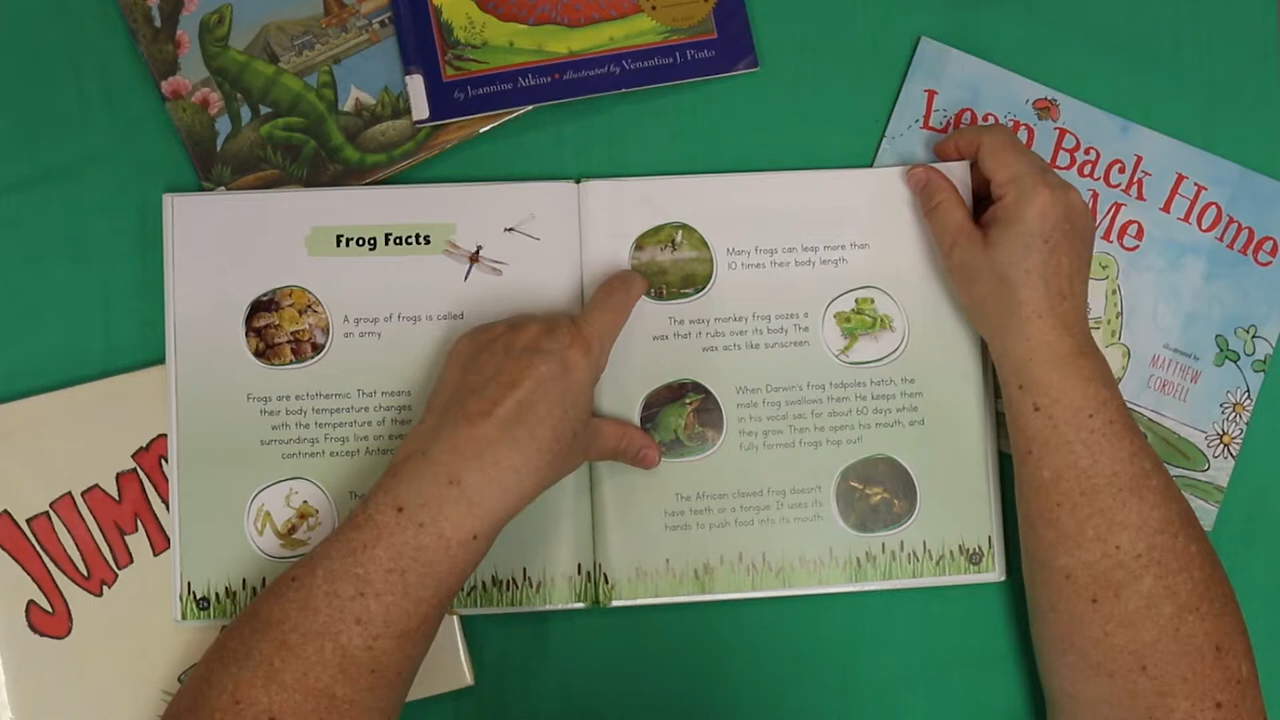 by Jeannine Atkins • illustrated by Venantius J. Pinto
Leap Back Home
Me
illustrated by
MATTHEW
CORDELL
JUMP
Frog Facts
A group of frogs is called
an army.
Frogs are ectothermic. That means
their body temperature changes
with the temperature of their
surroundings. Frogs live on every
continent except
26
Many frogs can leap more than
10 times their body length.
The waxy monkey frog oozes a
wax that it rubs over its body. The
wax acts like sunscreen.
When Darwin's frog tadpoles hatch, the
male frog swallows them. He keeps them
in his vocal sac for about 60 days while
they grow. Then he opens his mouth, and
fully formed frogs hop out!
The African clawed frog doesn't
have teeth or a tongue. It uses its
hands to push food into its mouth.
27